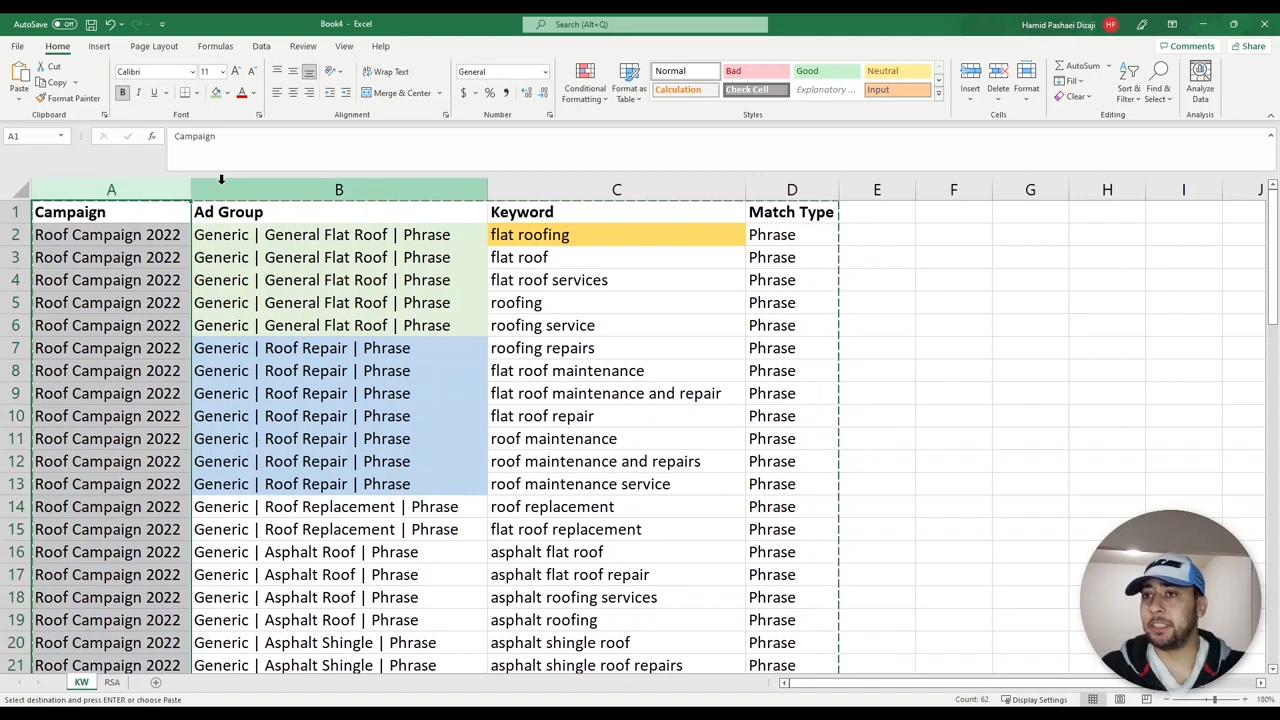 AutoSave Off Book4 - Excel Search (Alt+Q) Hamid Pashaei Dizaji HP
File Home Insert Page Layout Formulas Data Review View Help Comments Share
Paste Cut Copy Format Painter
Clipboard
Calibri 11
B I U
Font
Wrap Text
Merge & Center
Alignment
General
$ % ,
Number
Conditional Formatting
Format as Table
Normal Bad Good Neutral
Calculation Check Cell Explanatory ... Input
Styles
Insert Delete Format
Cells
AutoSum
Fill
Clear
Sort & Filter
Find & Select
Editing
Analyze Data
Analysis
A1 fx Campaign
A B C D E F G H I J
1 Campaign Ad Group Keyword Match Type
2 Roof Campaign 2022 Generic | General Flat Roof | Phrase flat roofing Phrase
3 Roof Campaign 2022 Generic | General Flat Roof | Phrase flat roof Phrase
4 Roof Campaign 2022 Generic | General Flat Roof | Phrase flat roof services Phrase
5 Roof Campaign 2022 Generic | General Flat Roof | Phrase roofing Phrase
6 Roof Campaign 2022 Generic | General Flat Roof | Phrase roofing service Phrase
7 Roof Campaign 2022 Generic | Roof Repair | Phrase roofing repairs Phrase
8 Roof Campaign 2022 Generic | Roof Repair | Phrase flat roof maintenance Phrase
9 Roof Campaign 2022 Generic | Roof Repair | Phrase flat roof maintenance and repair Phrase
10 Roof Campaign 2022 Generic | Roof Repair | Phrase flat roof repair Phrase
11 Roof Campaign 2022 Generic | Roof Repair | Phrase roof maintenance Phrase
12 Roof Campaign 2022 Generic | Roof Repair | Phrase roof maintenance and repairs Phrase
13 Roof Campaign 2022 Generic | Roof Repair | Phrase roof maintenance service Phrase
14 Roof Campaign 2022 Generic | Roof Replacement | Phrase roof replacement Phrase
15 Roof Campaign 2022 Generic | Roof Replacement | Phrase flat roof replacement Phrase
16 Roof Campaign 2022 Generic | Asphalt Roof | Phrase asphalt flat roof Phrase
17 Roof Campaign 2022 Generic | Asphalt Roof | Phrase asphalt flat roof repair Phrase
18 Roof Campaign 2022 Generic | Asphalt Roof | Phrase asphalt roofing services Phrase
19 Roof Campaign 2022 Generic | Asphalt Roof | Phrase asphalt roofing Phrase
20 Roof Campaign 2022 Generic | Asphalt Shingle | Phrase asphalt shingle roof Phrase
21 Roof Campaign 2022 Generic | Asphalt Shingle | Phrase asphalt shingle roof repairs Phrase
KW RSA
Select destination and press ENTER or choose Paste Count: 62 Display Settings 180%